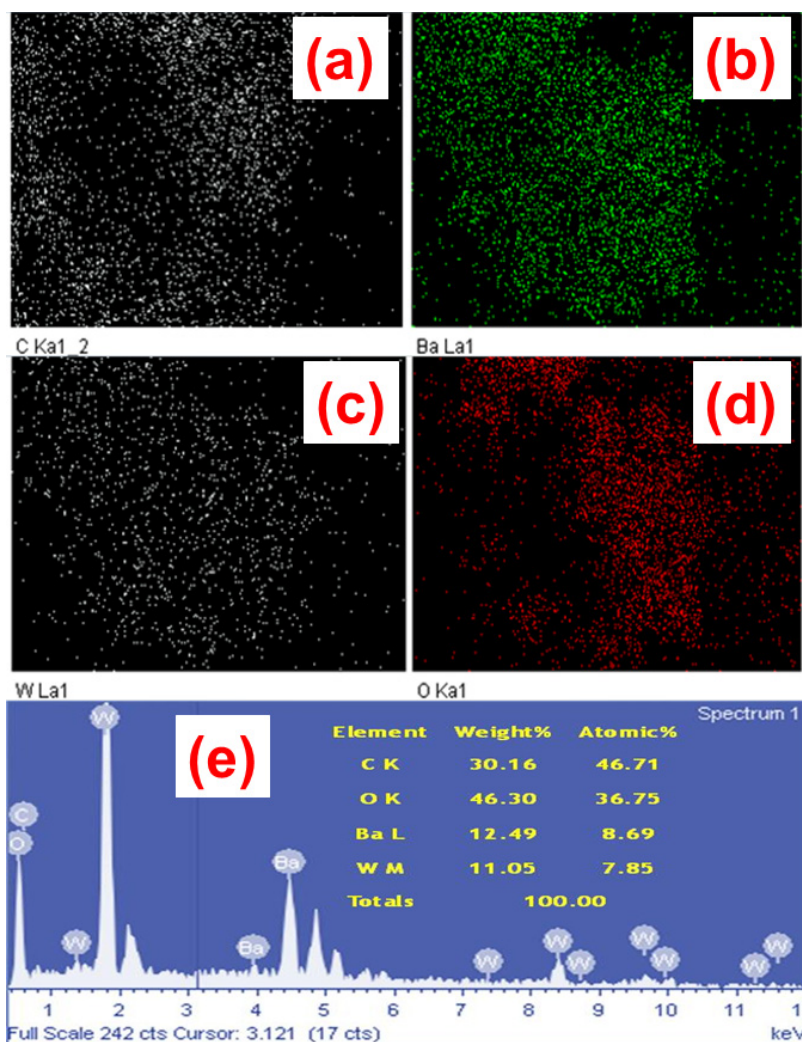 (a)
(b)
C Ka1_2
Ba La1
(c)
(d)
W La1
O Ka1
Spectrum 1
(e)
Element Weight% Atomic%
C K 30.16 46.71
O K 46.30 36.75
Ba L 12.49 8.69
W M 11.05 7.85
Totals 100.00
W
C
O
Ba
W
Ba
W
W
W
W
W
W
W
1 2 3 4 5 6 7 8 9 10 11 1
Full Scale 242 cts Cursor: 3.121 (17 cts)
keV